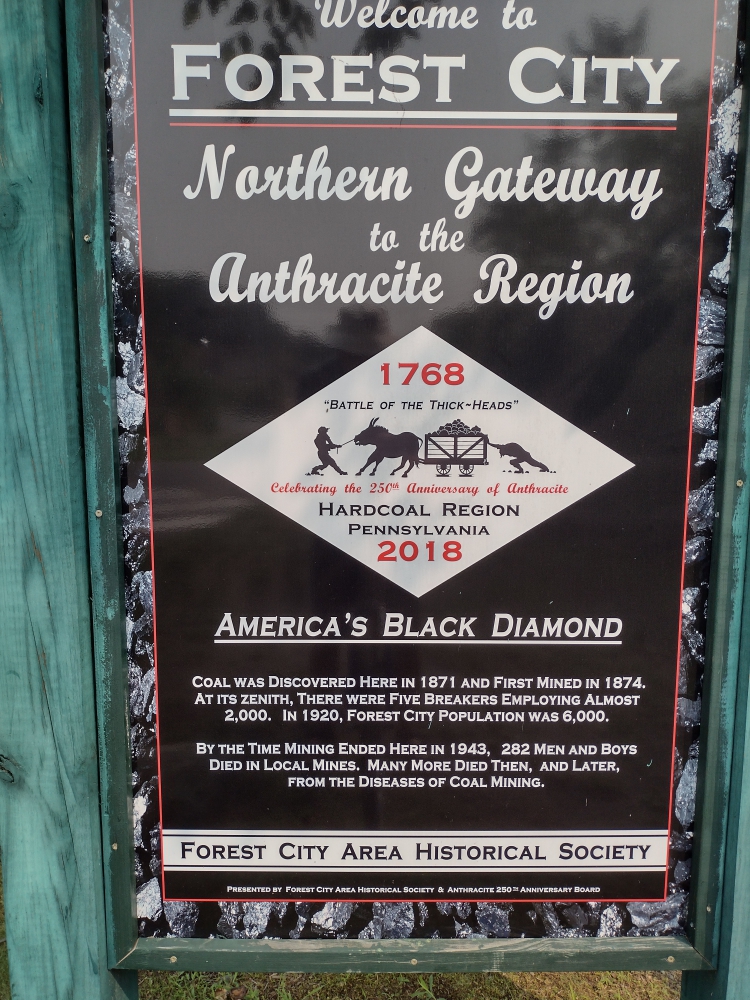 Welcome to
FOREST CITY
Northern Gateway
to the
Anthracite Region
1768
"BATTLE OF THE THICK~HEADS"
Celebrating the 250th Anniversary of Anthracite
HARDCOAL REGION
PENNSYLVANIA
2018
AMERICA'S BLACK DIAMOND
COAL WAS DISCOVERED HERE IN 1871 AND FIRST MINED IN 1874.
AT ITS ZENITH, THERE WERE FIVE BREAKERS EMPLOYING ALMOST
2,000. IN 1920, FOREST CITY POPULATION WAS 6,000.
BY THE TIME MINING ENDED HERE IN 1943, 282 MEN AND BOYS
DIED IN LOCAL MINES. MANY MORE DIED THEN, AND LATER,
FROM THE DISEASES OF COAL MINING.
FOREST CITY AREA HISTORICAL SOCIETY
PRESENTED BY FOREST CITY AREA HISTORICAL SOCIETY & ANTHRACITE 250TH ANNIVERSARY BOARD